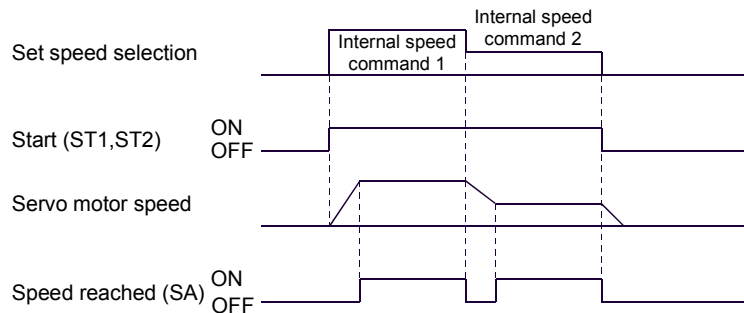 Set speed selection
Internal speed
command 1
Internal speed
command 2
Start (ST1,ST2)
ON
OFF
Servo motor speed
Speed reached (SA)
ON
OFF